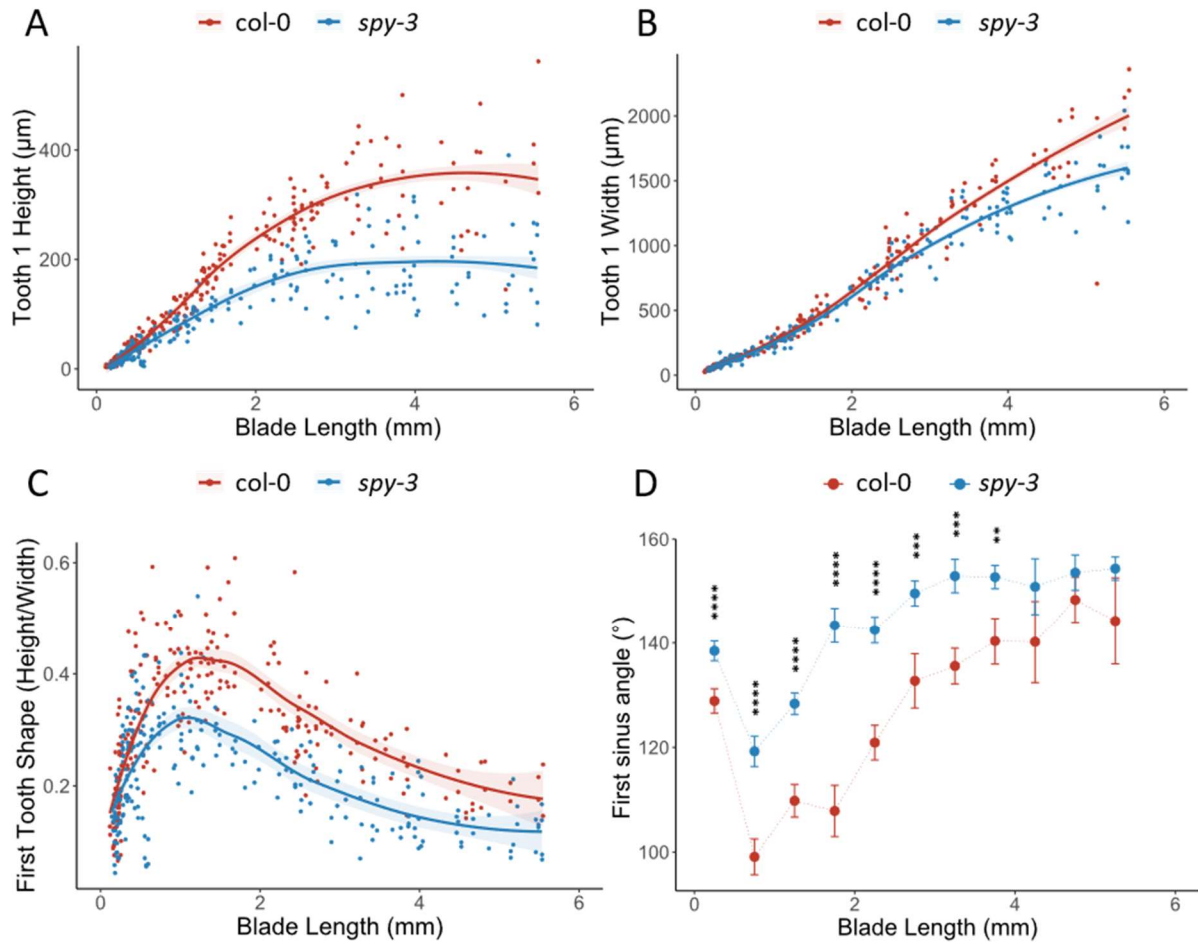 A
col-0 spy-3
Tooth 1 Height (µm)
400
200
0
0 2 4 6
Blade Length (mm)
B
col-0 spy-3
Tooth 1 Width (µm)
2000
1500
1000
500
0
0 2 4 6
Blade Length (mm)
C
col-0 spy-3
First Tooth Shape (Height/Width)
0.6
0.4
0.2
0 2 4 6
Blade Length (mm)
D
col-0 spy-3
First sinus angle (°)
160
140
120
100
**** **** **** **** **** *** *** **
0 2 4 6
Blade Length (mm)